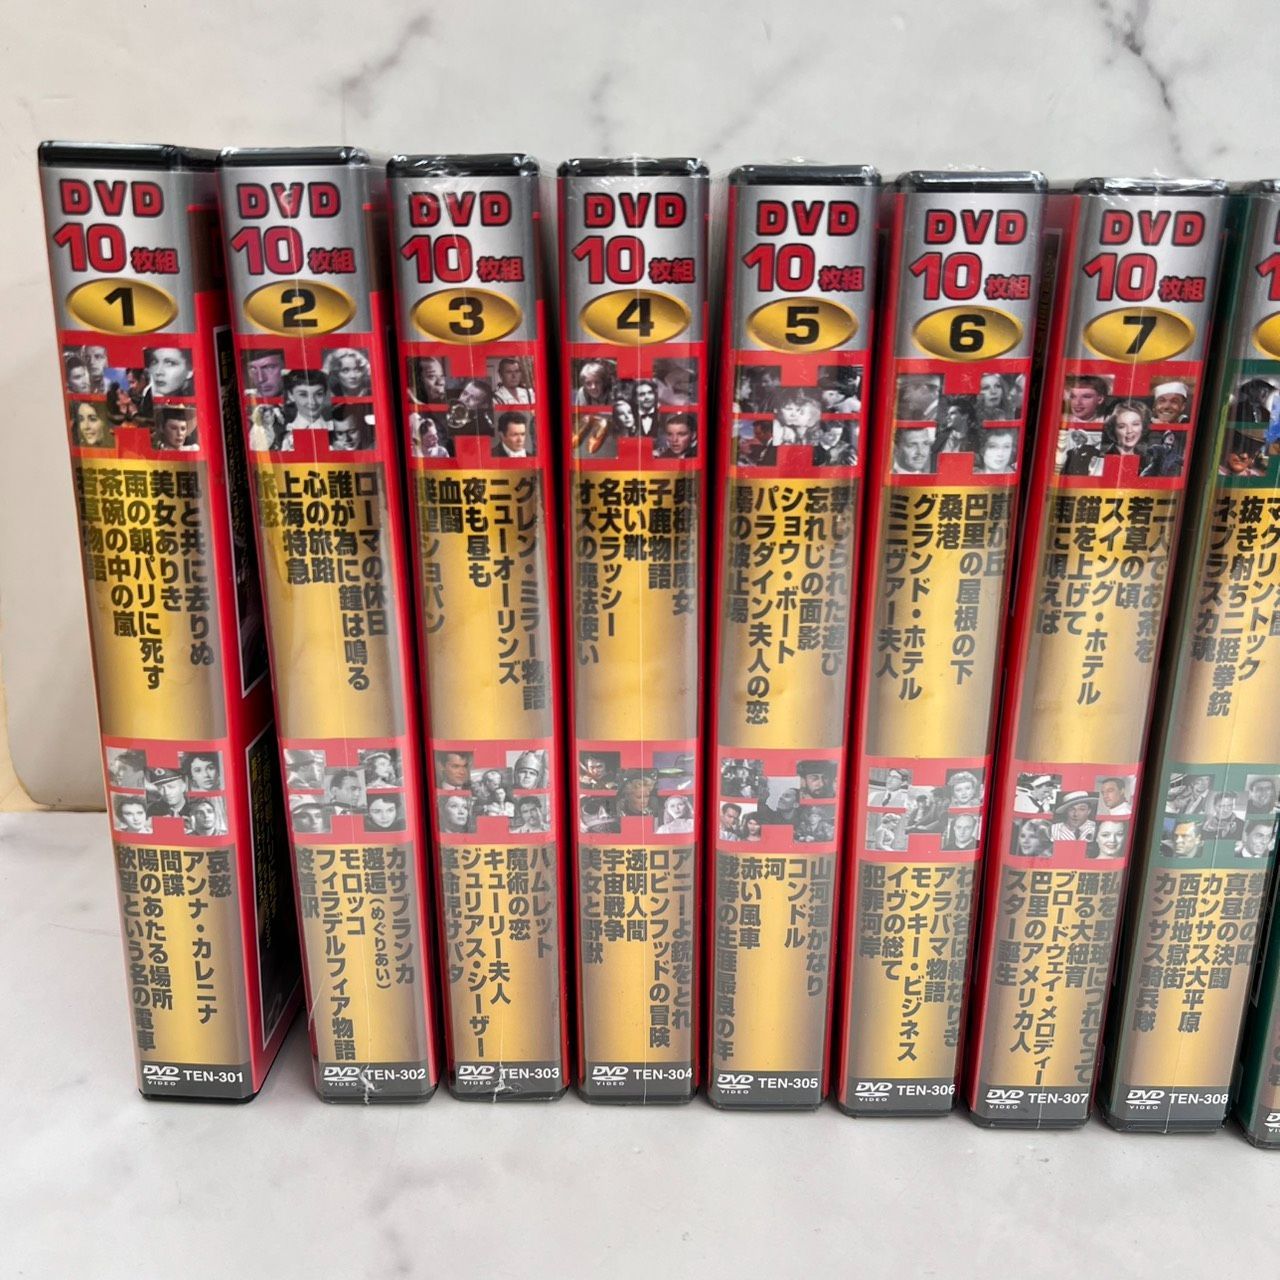 DVD
10枚組
1
風と共に去りぬ
美女ありき
雨の朝パリに死す
茶碗の中の嵐
若草物語
哀愁
アンナ・カレニナ
間諜
陽のあたる場所
欲望という名の電車
DVD VIDEO
TEN-301
DVD
10枚組
2
ローマの休日
誰が為に鐘は鳴る
心の旅路
上海特急
旅愁
カサブランカ
邂逅(めぐりあい)
モロッコ
フィラデルフィア物語
終着駅
DVD VIDEO
TEN-302
DVD
10枚組
3
グレン・ミラー物語
ニューオーリンズ
夜も昼も
血闘
楽聖ショパン
ハムレット
魔術の恋
キューリー夫人
ジュリアス・シーザー
革命児サパタ
DVD VIDEO
TEN-303
DVD
10枚組
4
奥様は魔女
子鹿物語
赤い靴
名犬ラッシー
オズの魔法使い
アニーよ銃をとれ
ロビンフッドの冒険
透明人間
宇宙戦争
美女と野獣
DVD VIDEO
TEN-304
DVD
10枚組
5
禁じられた遊び
忘れじの面影
ショウ・ボート
パラダイン夫人の恋
霧の波止場
山河遥かなり
コンドル
河
赤い風車
我等の生涯最良の年
DVD VIDEO
TEN-305
DVD
10枚組
6
嵐が丘
巴里の屋根の下
桑港
グランド・ホテル
ミニヴァー夫人
わが谷は緑なりき
アラバマ物語
モンキー・ビジネス
イヴの総て
犯罪河岸
DVD VIDEO
TEN-306
DVD
10枚組
7
二人でお茶を
若草の頃
スイング・ホテル
錨を上げて
雨に唄えば
私を野球につれてって
踊る大紐育
ブロードウェイ・メロディー
巴里のアメリカ人
スター誕生
DVD VIDEO
TEN-307
マクリントック
抜き射ち二挺拳銃
ネブラスカ魂
拳銃の町
真昼の決闘
カンサス大平原
西部地獄街
カンサス騎兵隊
DVD VIDEO
TEN-308